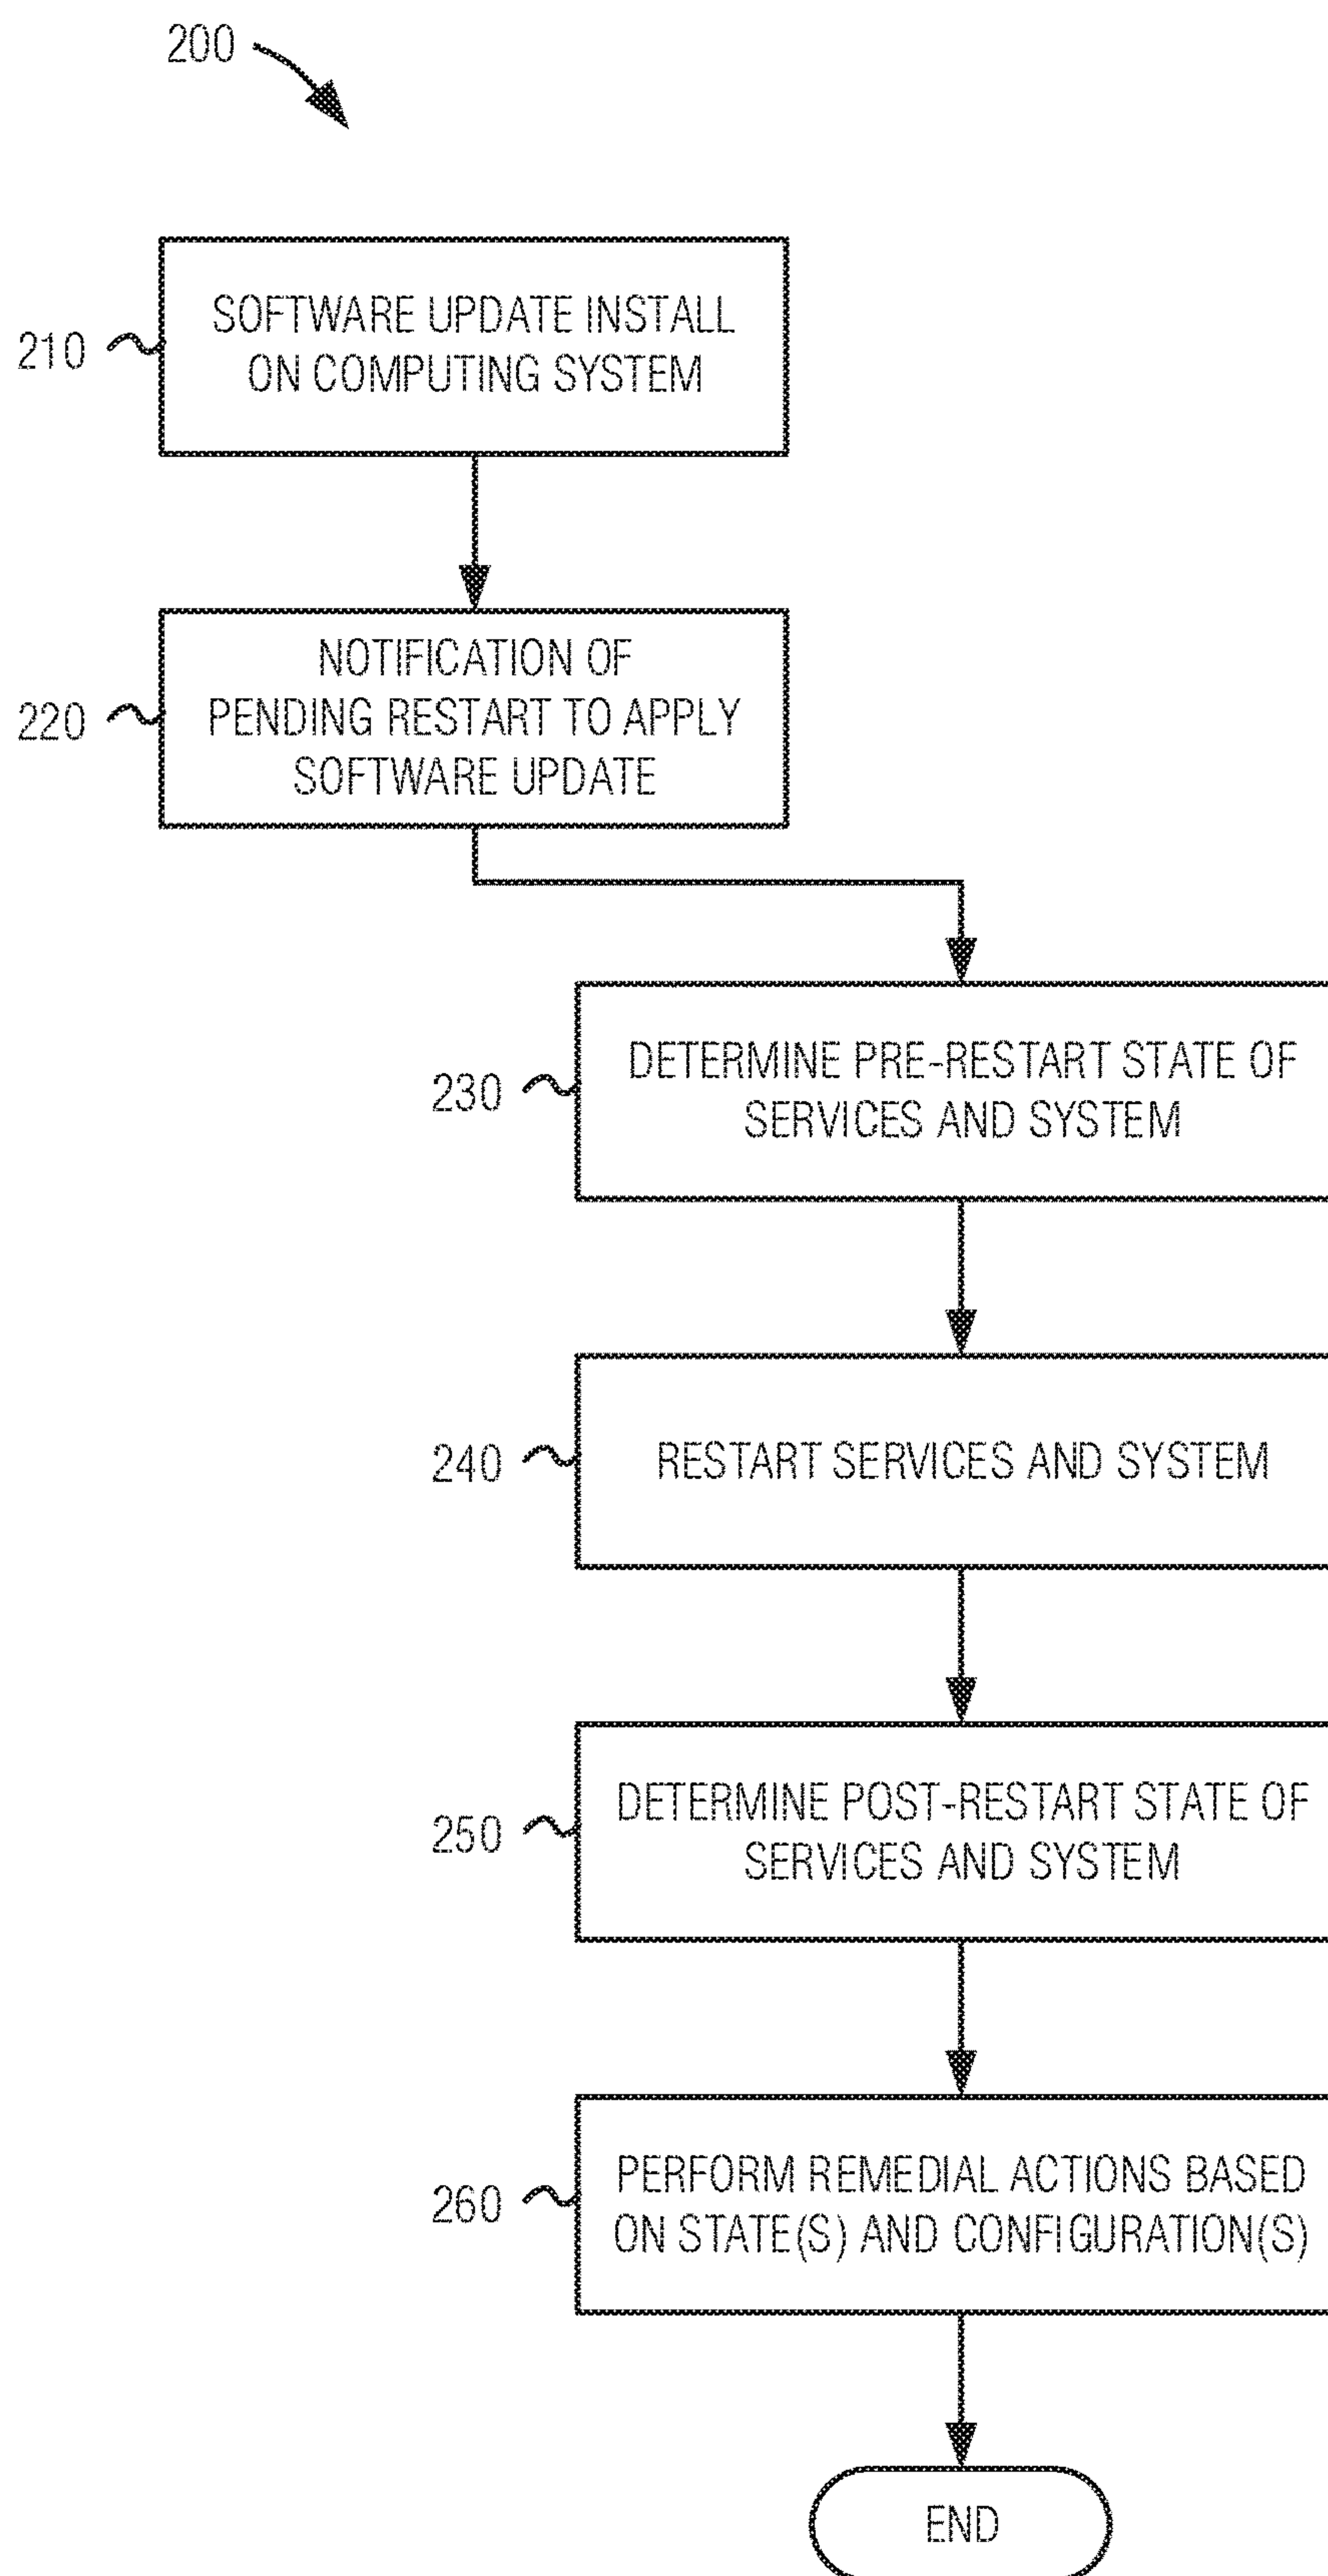 200
210
SOFTWARE UPDATE INSTALL
ON COMPUTING SYSTEM
220
NOTIFICATION OF
PENDING RESTART TO APPLY
SOFTWARE UPDATE
230
DETERMINE PRE-RESTART STATE OF
SERVICES AND SYSTEM
240
RESTART SERVICES AND SYSTEM
250
DETERMINE POST-RESTART STATE OF
SERVICES AND SYSTEM
260
PERFORM REMEDIAL ACTIONS BASED
ON STATE(S) AND CONFIGURATION(S)
END